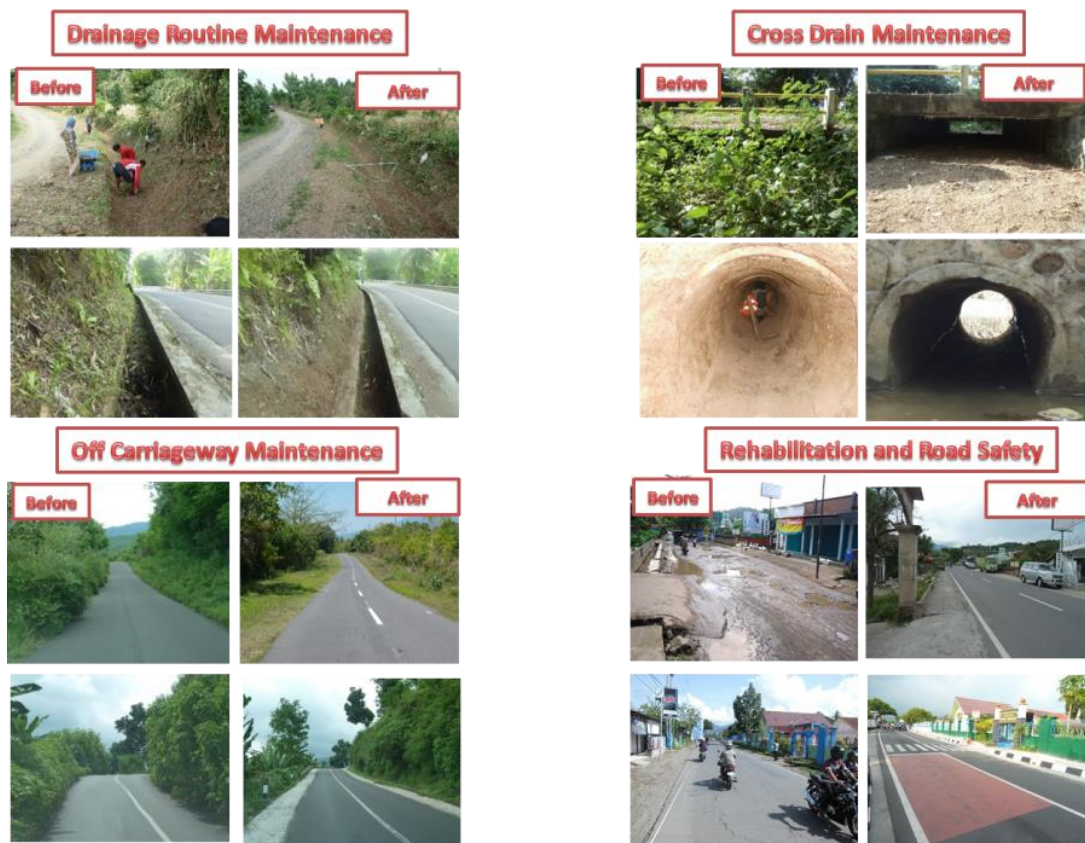 Drainage Routine Maintenance
Before
After
Cross Drain Maintenance
Before
After
Off Carriageway Maintenance
Before
After
Rehabilitation and Road Safety
Before
After